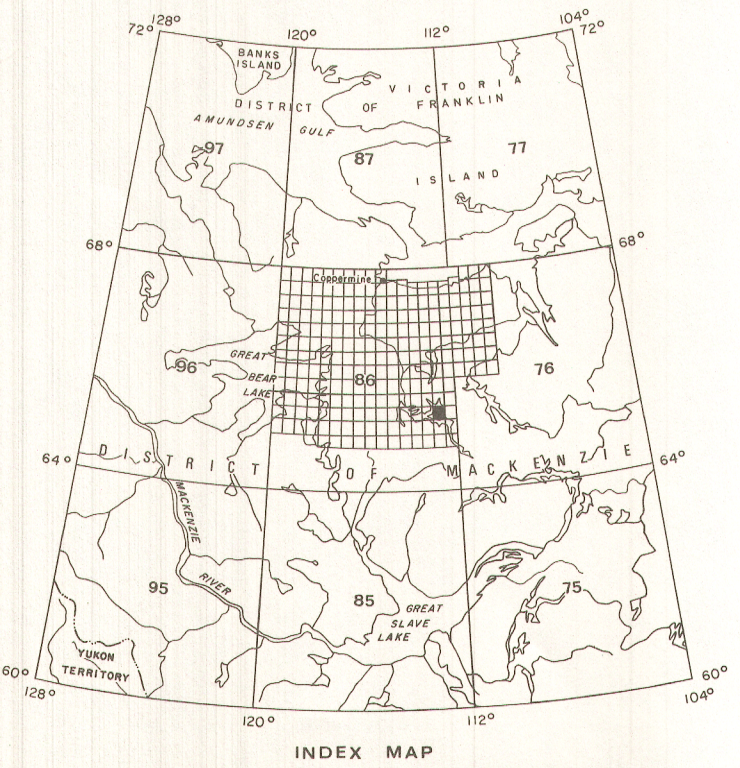 128°
120°
112°
104°
72°
72°
BANKS
ISLAND
VICTORIA
DISTRICT OF FRANKLIN
AMUNDSEN GULF
97
87
77
ISLAND
68°
68°
Coppermine
GREAT
BEAR
LAKE
96
86
76
DISTRICT OF MACKENZIE
64°
64°
MACKENZIE
RIVER
95
85
75
GREAT
SLAVE
LAKE
YUKON
TERRITORY
60°
60°
128°
120°
112°
104°
INDEX MAP